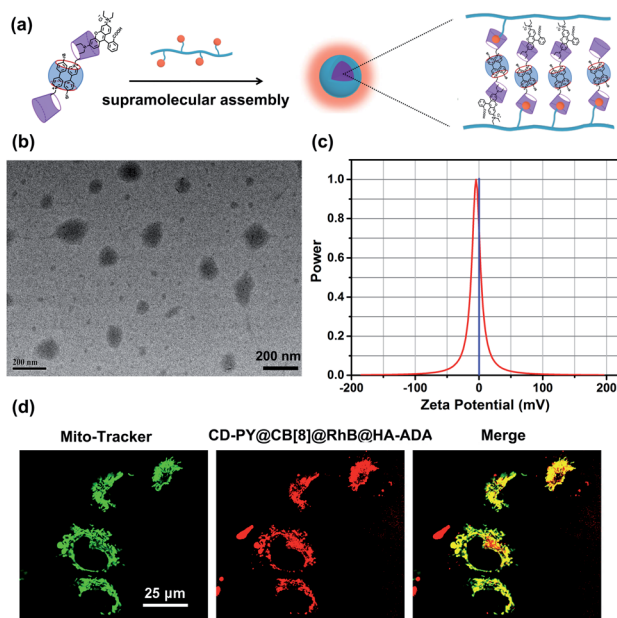 (a)
supramolecular assembly
(b)
200 nm
200 nm
(c)
Power
1.0
0.8
0.6
0.4
0.2
0.0
-200
-100
0
100
200
Zeta Potential (mV)
(d)
Mito-Tracker
CD-PY@CB[8]@RhB@HA-ADA
Merge
25 µm